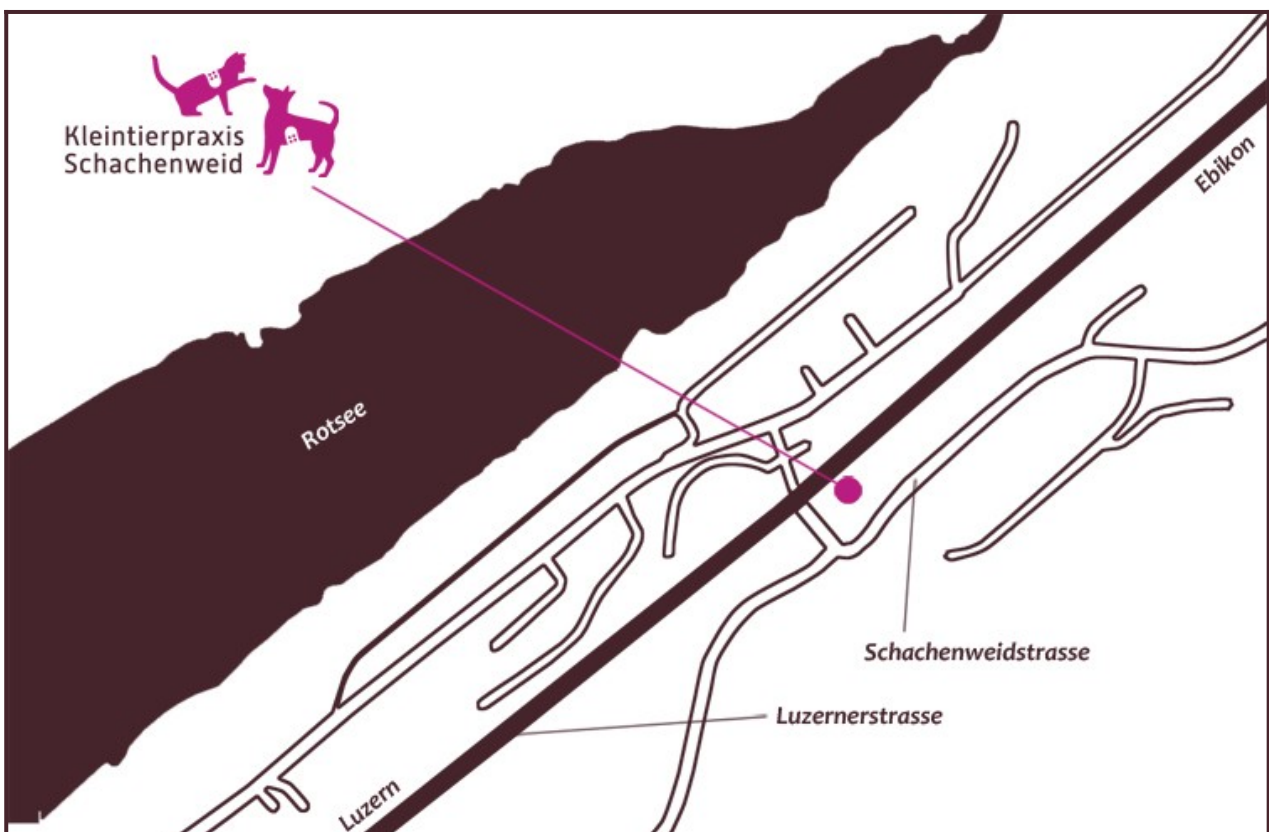 Kleintierpraxis
Schachenweid
Ebikon
Rotsee
Schachenweidstrasse
Luzernerstrasse
Luzern